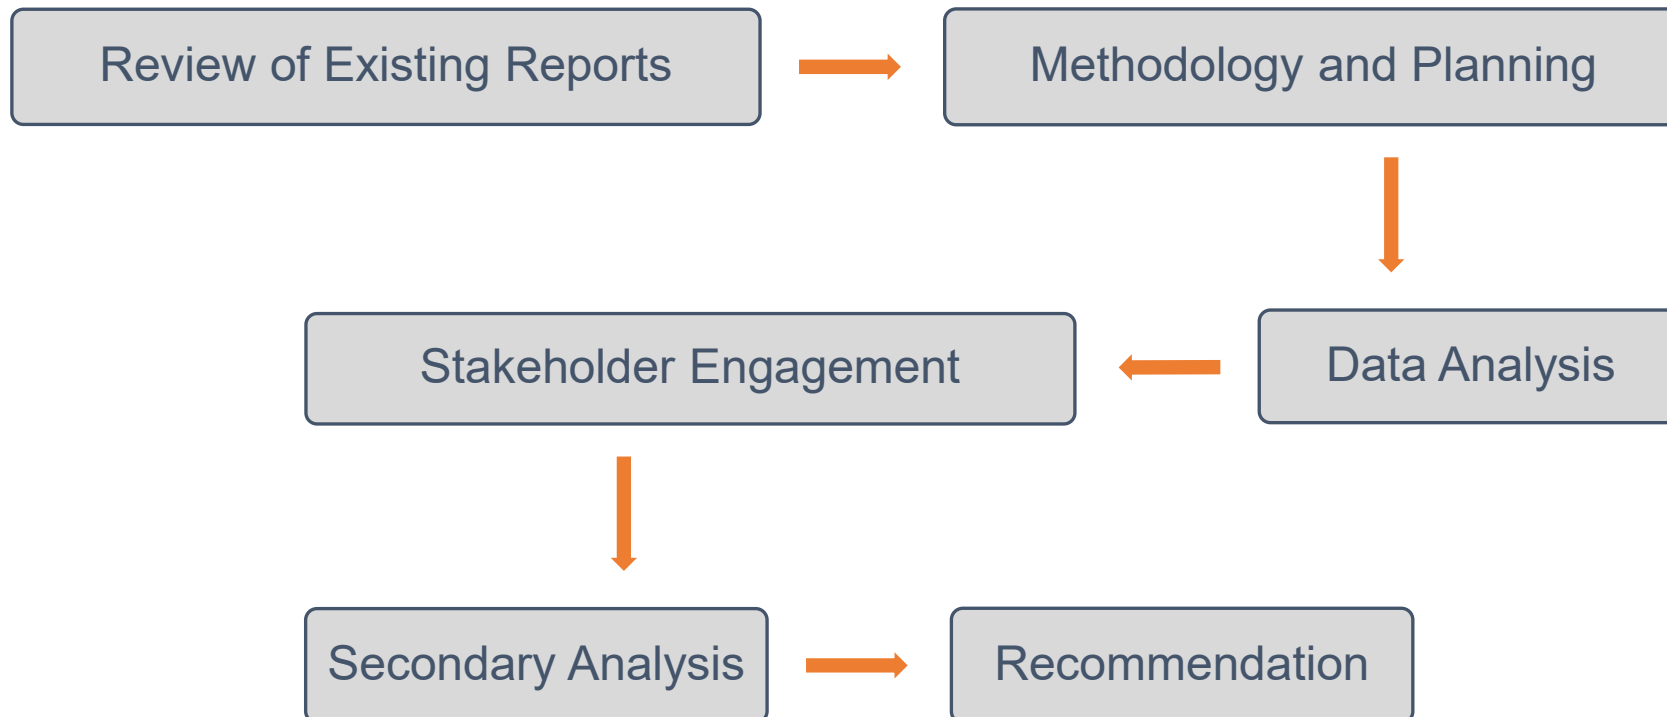 Review of Existing Reports
Methodology and Planning
Data Analysis
Stakeholder Engagement
Secondary Analysis
Recommendation